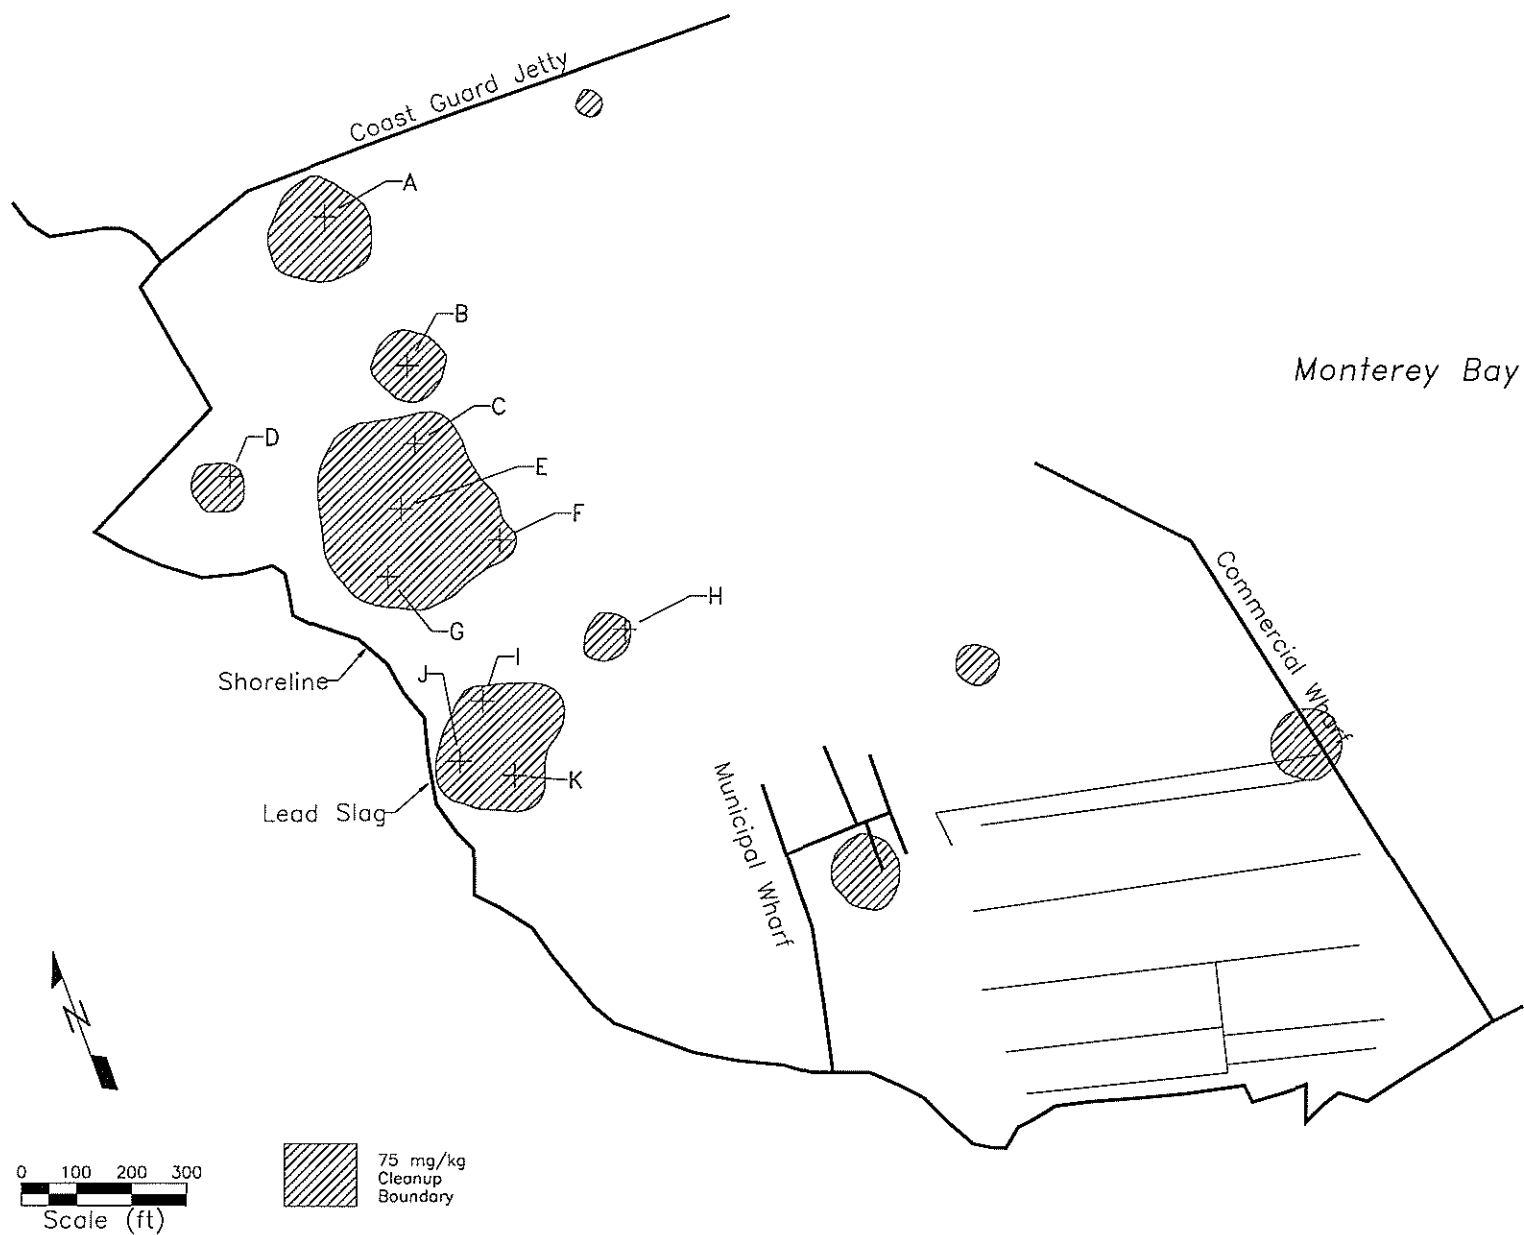 Coast Guard Jetty
A
B
Monterey Bay
C
D
E
F
Commercial Wharf
H
G
I
J
Shoreline
K
Municipal Wharf
Lead Slag
N
0 100 200 300
Scale (ft)
75 mg/kg
Cleanup
Boundary